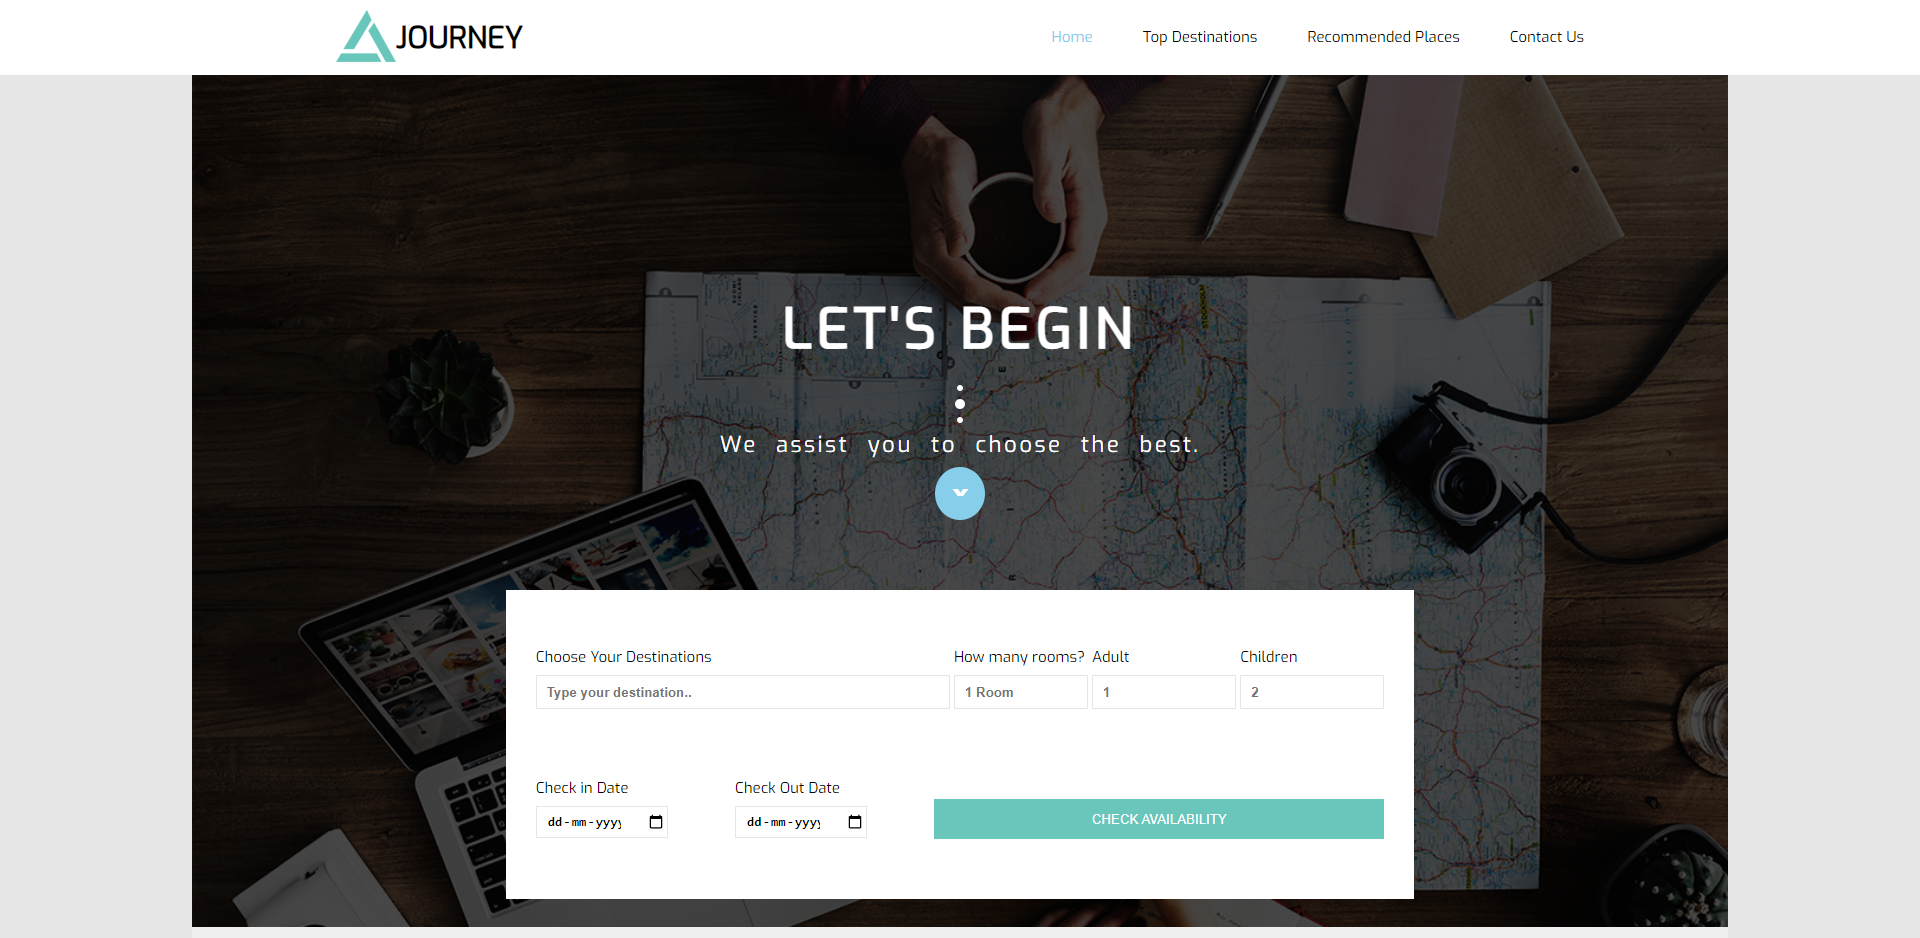 JOURNEY
Home Top Destinations Recommended Places Contact Us
LET'S BEGIN
We assist you to choose the best.
Choose Your Destinations How many rooms? Adult Children
Type your destination.. 1 Room 1 2
Check in Date Check Out Date
dd-mm-yyyy dd-mm-yyyy CHECK AVAILABILITY